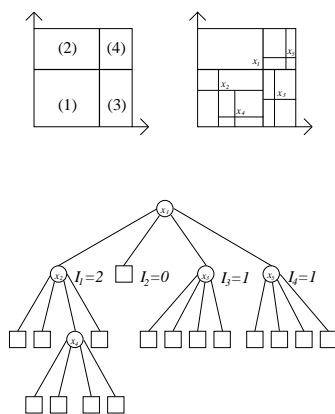 (2) (4)
(1) (3)
x₅
x₁
x₂
x₃
x₄
x₁
x₂ I₁=2 I₂=0 x₃ I₃=1 x₅ I₄=1
x₄